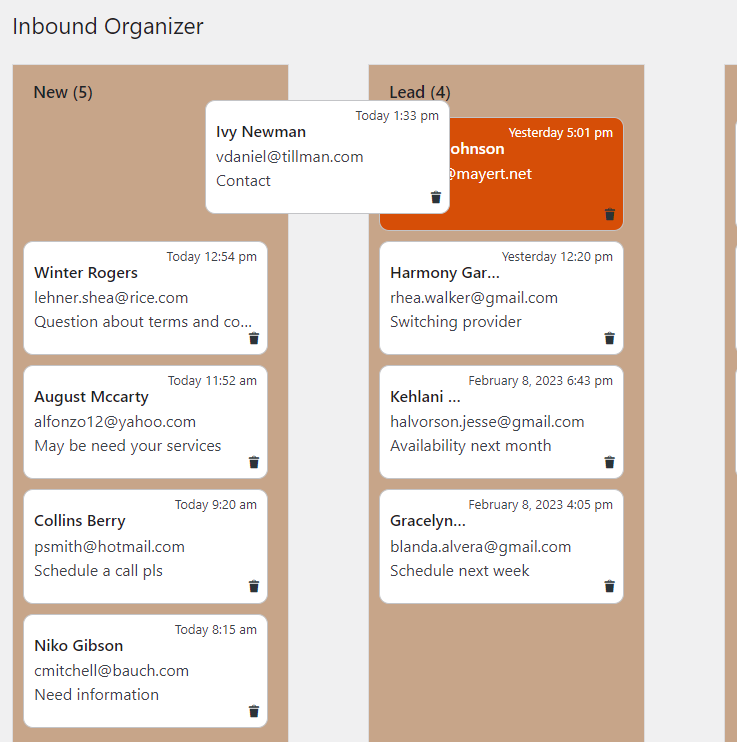 Inbound Organizer
New (5)
Today 1:33 pm
Ivy Newman
vdaniel@tillman.com
Contact
Today 12:54 pm
Winter Rogers
lehner.shea@rice.com
Question about terms and co...
Today 11:52 am
August Mccarty
alfonzo12@yahoo.com
May be need your services
Today 9:20 am
Collins Berry
psmith@hotmail.com
Schedule a call pls
Today 8:15 am
Niko Gibson
cmitchell@bauch.com
Need information
Lead (4)
Yesterday 5:01 pm
ohnson
@mayert.net
Yesterday 12:20 pm
Harmony Gar...
rhea.walker@gmail.com
Switching provider
February 8, 2023 6:43 pm
Kehlani ...
halvorson.jesse@gmail.com
Availability next month
February 8, 2023 4:05 pm
Gracelyn...
blanda.alvera@gmail.com
Schedule next week